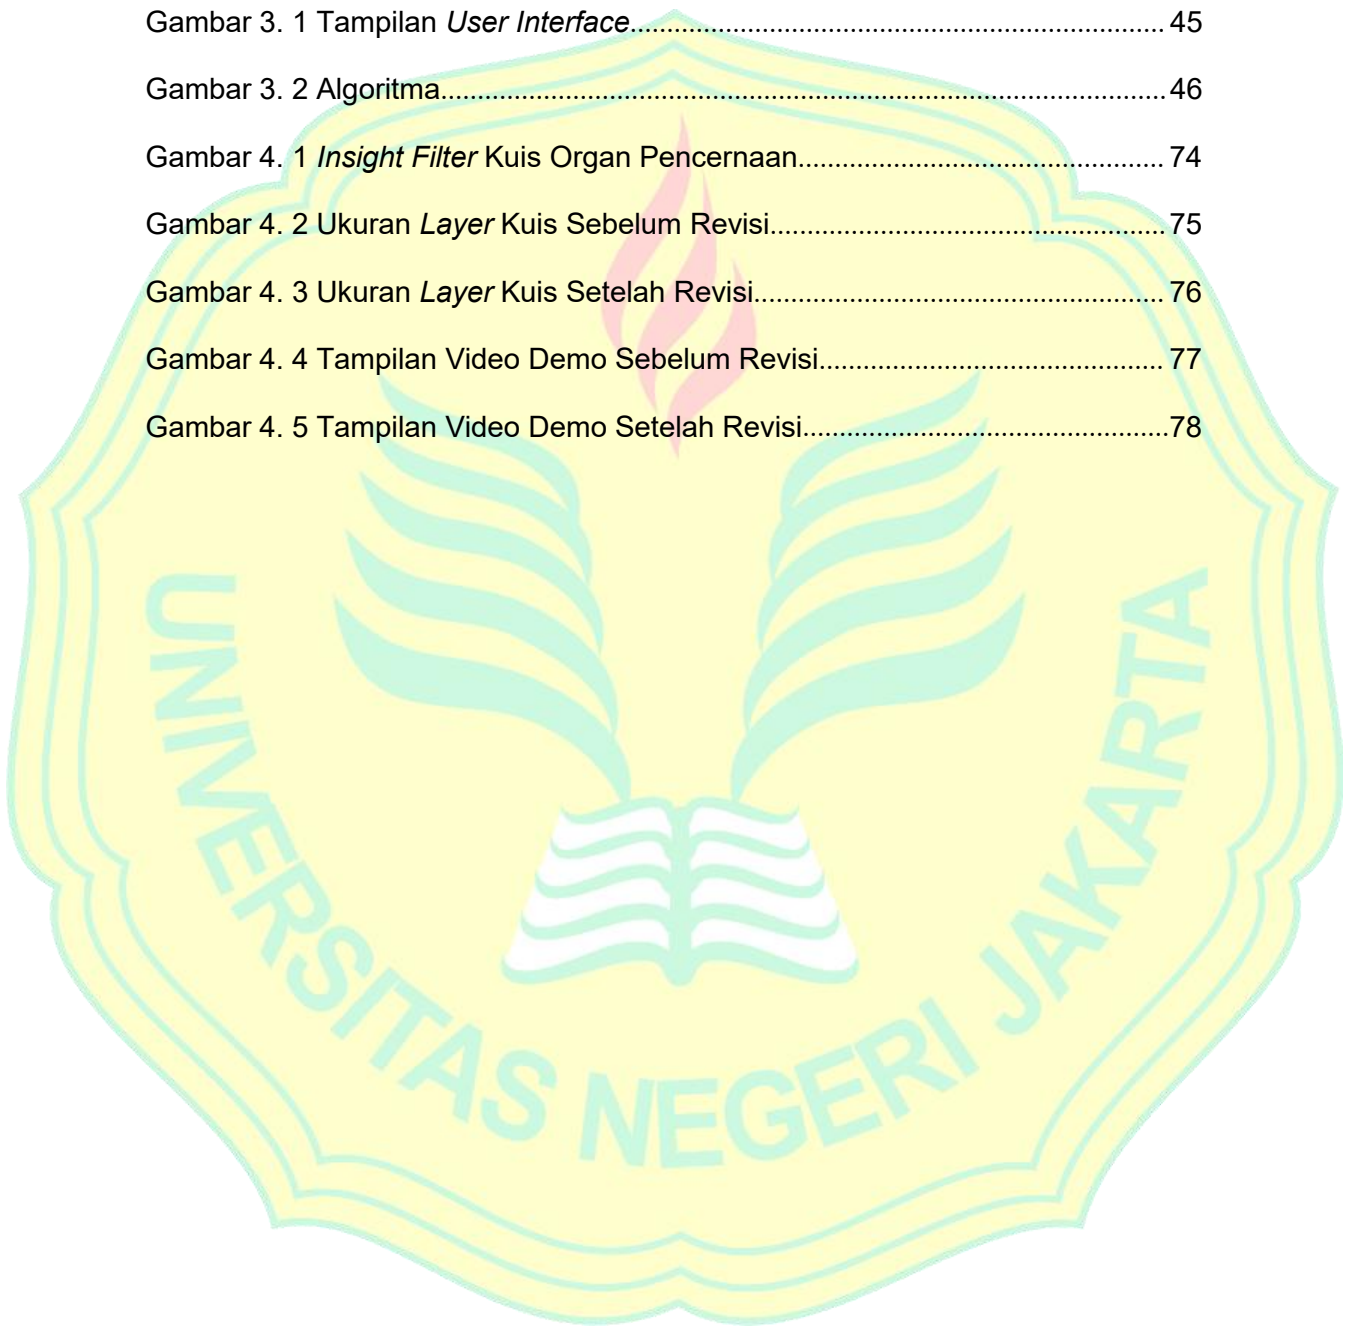 Gambar 3. 1 Tampilan User Interface........................................................................ 45
Gambar 3. 2 Algoritma.................................................................................................. 46
Gambar 4. 1 Insight Filter Kuis Organ Pencernaan................................................. 74
Gambar 4. 2 Ukuran Layer Kuis Sebelum Revisi..................................................... 75
Gambar 4. 3 Ukuran Layer Kuis Setelah Revisi....................................................... 76
Gambar 4. 4 Tampilan Video Demo Sebelum Revisi.............................................. 77
Gambar 4. 5 Tampilan Video Demo Setelah Revisi.................................................78
UNIVERSITAS NEGERI JAKARTA